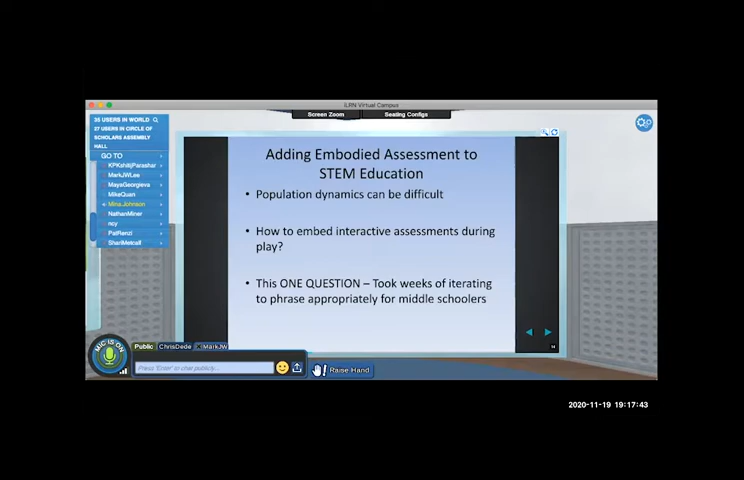 iLRN Virtual Campus
Screen Zoom
Seating Configs
35 USERS IN WORLD
27 USERS IN CIRCLE OF
SCHOLARS ASSEMBLY
HALL
GO TO
KPKshitijParashar
MarkJWLee
MayaGeorgieva
MikeQuan
MinaJohnson
NathanMiner
ncy
PatRenzi
ShariMetcalf
Adding Embodied Assessment to
STEM Education
• Population dynamics can be difficult
• How to embed interactive assessments during
play?
• This ONE QUESTION – Took weeks of iterating
to phrase appropriately for middle schoolers
14
MIC IS ON
Public
ChrisDede
MarkJW
Press "Enter" to chat publicly...
Raise Hand
2020-11-19 19:17:43